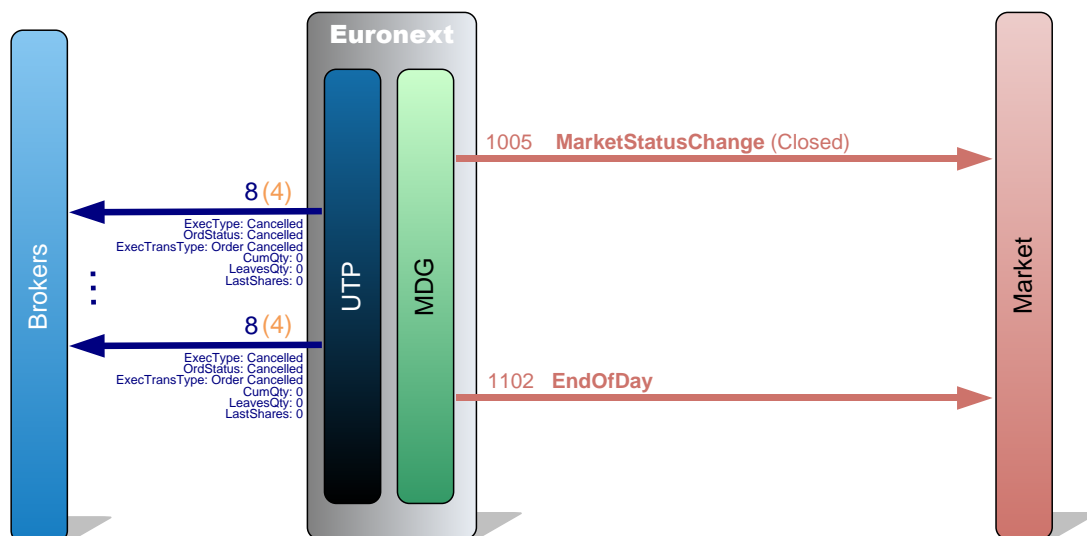 Euronext
1005 MarketStatusChange (Closed)
8 (4)
ExecType: Cancelled
OrdStatus: Cancelled
ExecTransType: Order Cancelled
CumQty: 0
LeavesQty: 0
LastShares: 0
Brokers
...
UTP
MDG
Market
8 (4)
ExecType: Cancelled
OrdStatus: Cancelled
ExecTransType: Order Cancelled
CumQty: 0
LeavesQty: 0
LastShares: 0
1102 EndOfDay